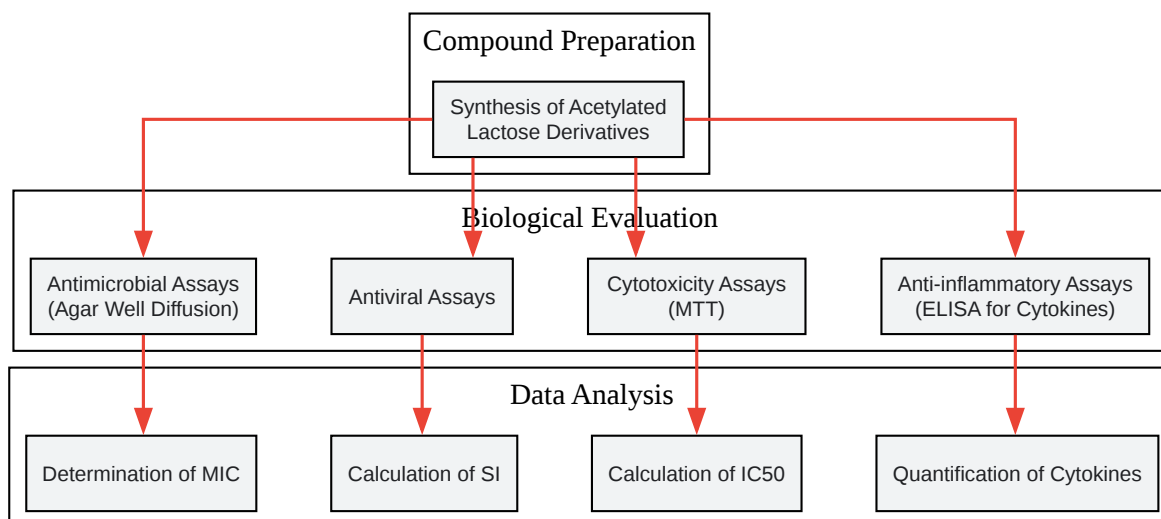 Compound Preparation
Synthesis of Acetylated
Lactose Derivatives
Biological Evaluation
Antimicrobial Assays
(Agar Well Diffusion)
Antiviral Assays
Cytotoxicity Assays
(MTT)
Anti-inflammatory Assays
(ELISA for Cytokines)
Data Analysis
Determination of MIC
Calculation of SI
Calculation of IC50
Quantification of Cytokines